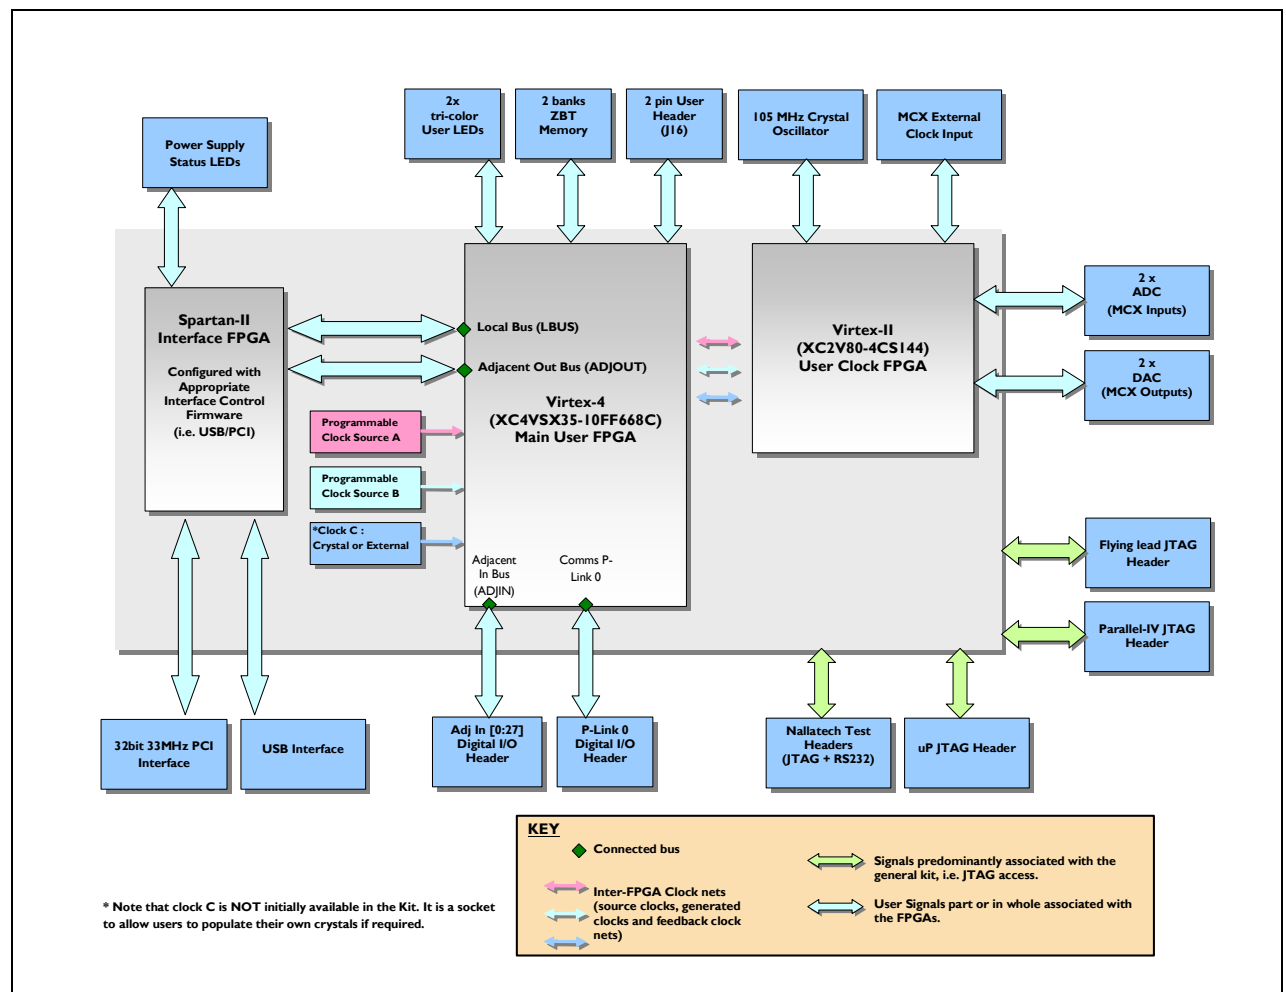 2x
tri-color
User LEDs
2 banks
ZBT
Memory
2 pin User
Header
(J16)
105 MHz Crystal
Oscillator
MCX External
Clock Input
Power Supply
Status LEDs
Spartan-II
Interface FPGA
Configured with
Appropriate
Interface Control
Firmware
(i.e. USB/PCI)
Local Bus (LBUS)
Adjacent Out Bus (ADJOUT)
Virtex-4
(XC4VSX35-10FF668C)
Main User FPGA
Programmable
Clock Source A
Programmable
Clock Source B
*Clock C :
Crystal or External
Adjacent
In Bus
(ADJIN)
Comms P-
Link 0
Virtex-II
(XC2V80-4CS144)
User Clock FPGA
2 x
ADC
(MCX Inputs)
2 x
DAC
(MCX Outputs)
Flying lead JTAG
Header
Parallel-IV JTAG
Header
32bit 33MHz PCI
Interface
USB Interface
Adj In [0:27]
Digital I/O
Header
P-Link 0
Digital I/O
Header
Nallatech Test
Headers
(JTAG + RS232)
uP JTAG Header
KEY
Connected bus
Inter-FPGA Clock nets
(source clocks, generated
clocks and feedback clock
nets)
Signals predominantly associated with the
general kit, i.e. JTAG access.
User Signals part or in whole associated with
the FPGAs.
* Note that clock C is NOT initially available in the Kit. It is a socket
to allow users to populate their own crystals if required.